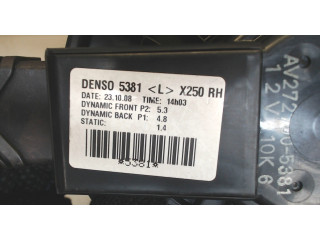 DENSO 5381 <L> X250 RH
DATE: 23.10.08 TIME: 14h03
DYNAMIC FRONT P2: 5.3
DYNAMIC BACK P1: 4.8
STATIC: 1.4
*5381*